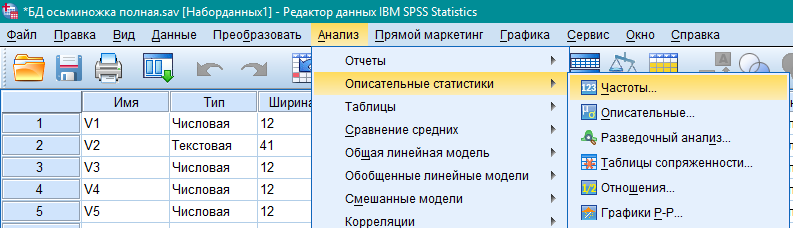 *БД осьминожка полная.sav [Наборданных1] - Редактор данных IBM SPSS Statistics
Файл Правка Вид Данные Преобразовать Анализ Прямой маркетинг Графика Сервис Окно Справка
Отчеты
Описательные статистики
Таблицы
Сравнение средних
Общая линейная модель
Обобщенные линейные модели
Смешанные модели
Корреляции
Частоты...
Описательные...
Разведочный анализ...
Таблицы сопряженности...
Отношения...
Графики P-P...
Имя Тип Ширина
1 V1 Числовая 12
2 V2 Текстовая 41
3 V3 Числовая 12
4 V4 Числовая 12
5 V5 Числовая 12